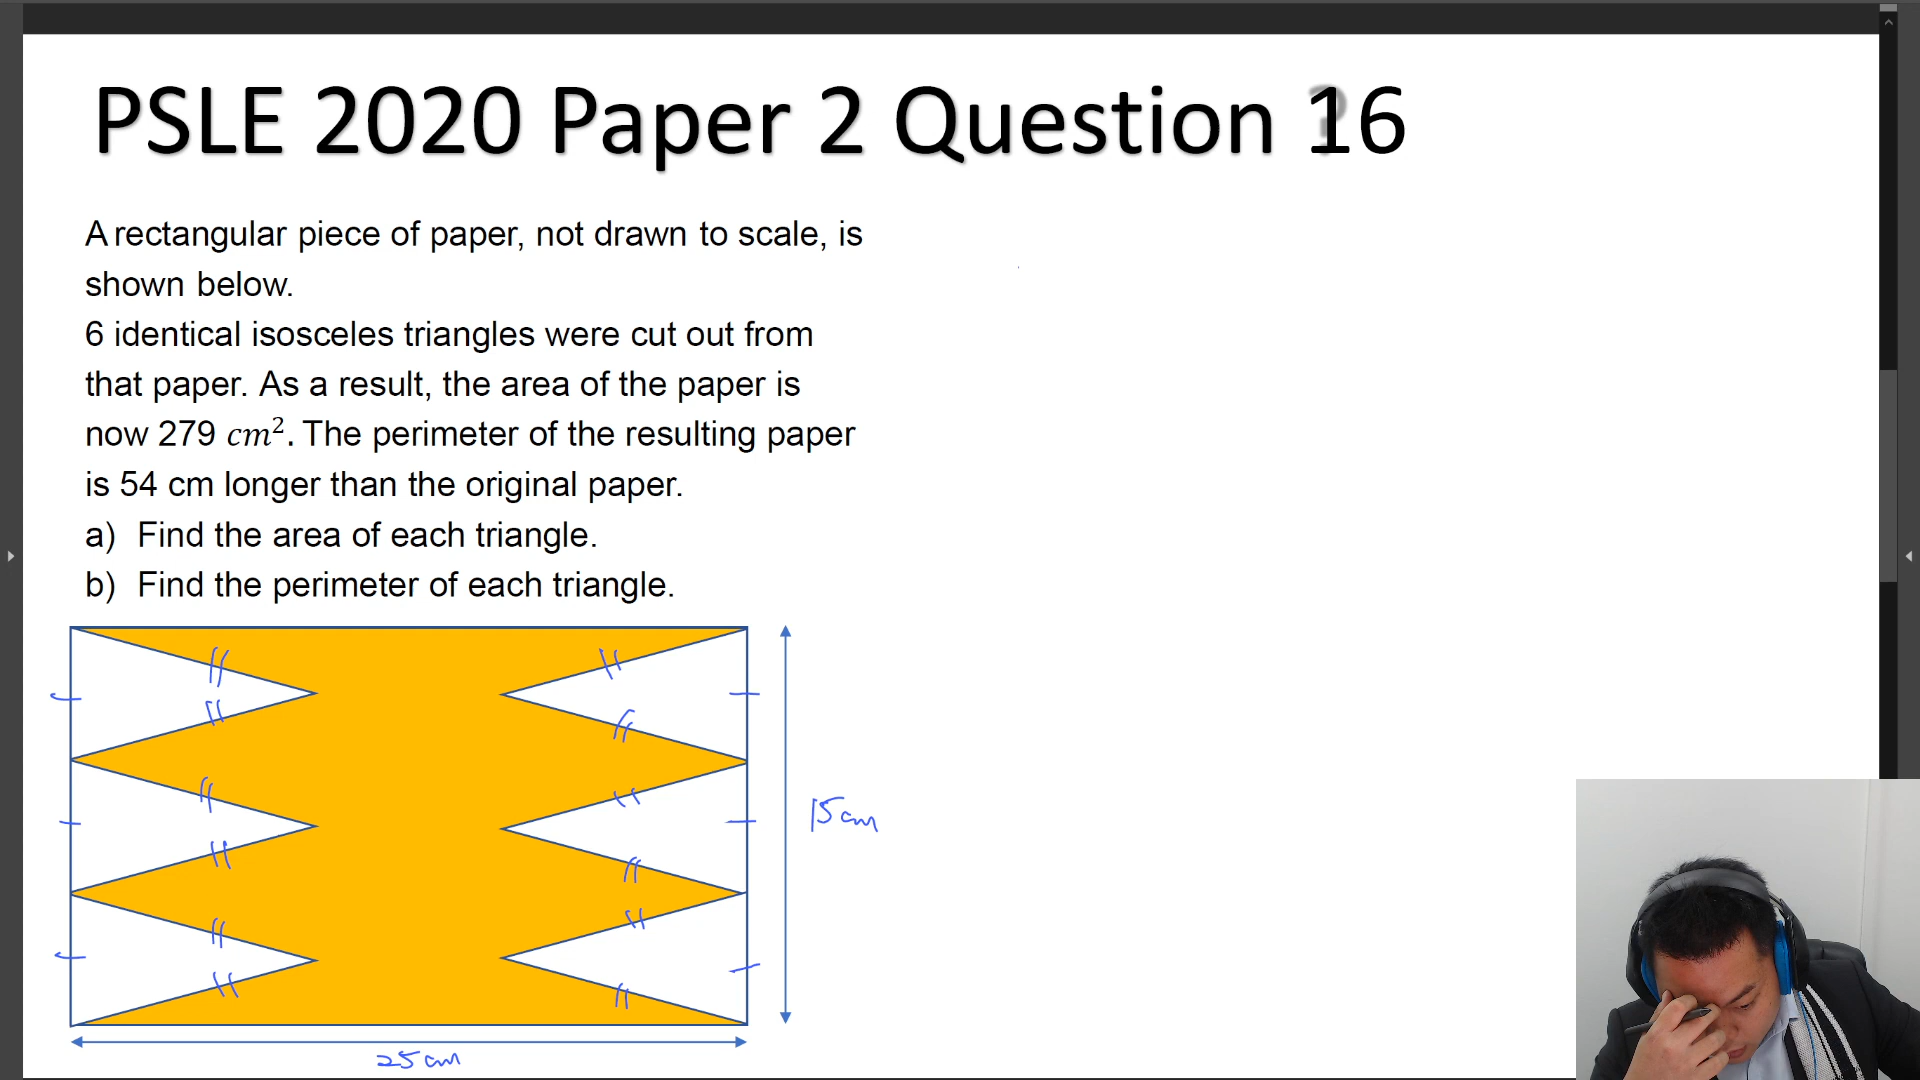 PSLE 2020 Paper 2 Question 16
A rectangular piece of paper, not drawn to scale, is
shown below.
6 identical isosceles triangles were cut out from
that paper. As a result, the area of the paper is
now 279 cm². The perimeter of the resulting paper
is 54 cm longer than the original paper.
a) Find the area of each triangle.
b) Find the perimeter of each triangle.
15cm
25cm